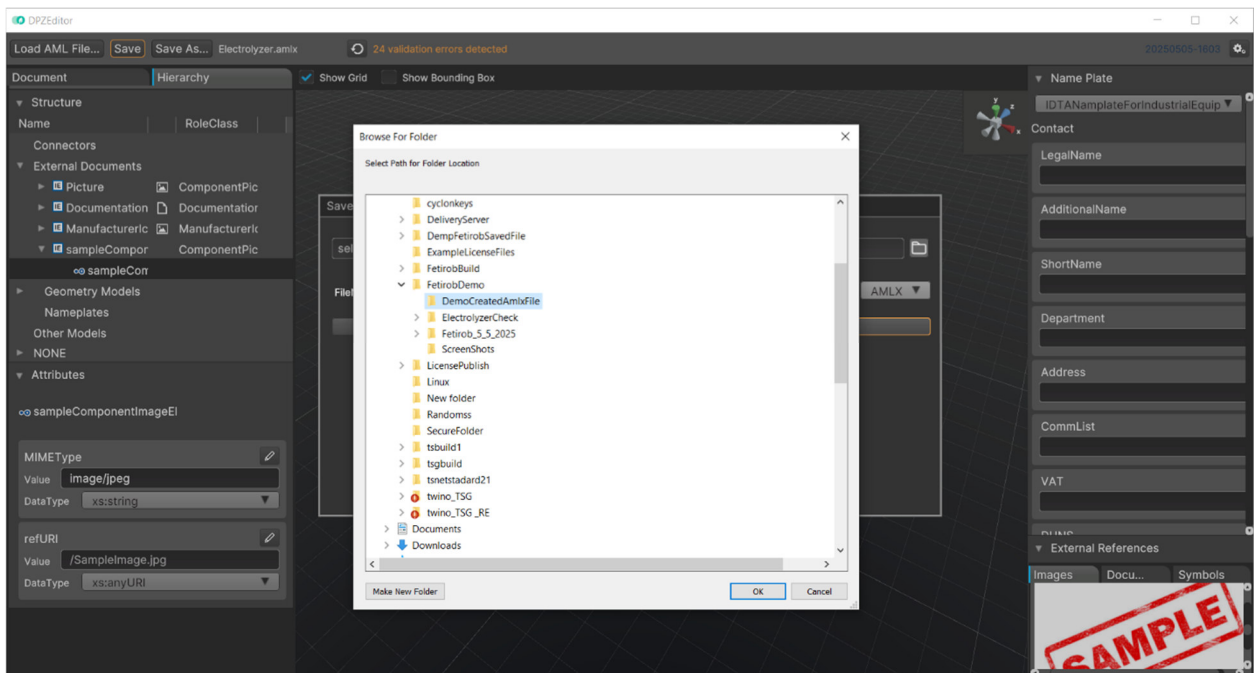 DPZEditor
Load AML File... Save Save As... Electrolyzer.amlx 24 validation errors detected 20250505-1803
Document Hierarchy
Structure
Name RoleClass
Connectors
External Documents
Picture ComponentPic
Documentation Documentation
ManufacturerIc ManufacturerIc
sampleCompor ComponentPic
sampleCom
Geometry Models
Nameplates
Other Models
NONE
Attributes
sampleComponentImageEl
MIMEType
Value image/jpeg
DataType xs:string
refURI
Value /SampleImage.jpg
DataType xs:anyURI
Show Grid Show Bounding Box
y z x
Save
sel
FileN
AMLX
Browse For Folder
Select Path for Folder Location
cyclonkeys
DeliveryServer
DempFetirobSavedFile
ExampleLicenseFiles
FetirobBuild
FetirobDemo
DemoCreatedAmlxFile
ElectrolyzerCheck
Fetirob_5_5_2025
ScreenShots
LicensePublish
Linux
New folder
Randomss
SecureFolder
tsbuild1
tsgbuild
tsnetstadard21
twino_TSG
twino_TSG _RE
Documents
Downloads
Make New Folder OK Cancel
Name Plate
IDTANamplateForIndustrialEquip
Contact
LegalName
AdditionalName
ShortName
Department
Address
CommList
VAT
DUNS
External References
Images Docu... Symbols
SAMPLE